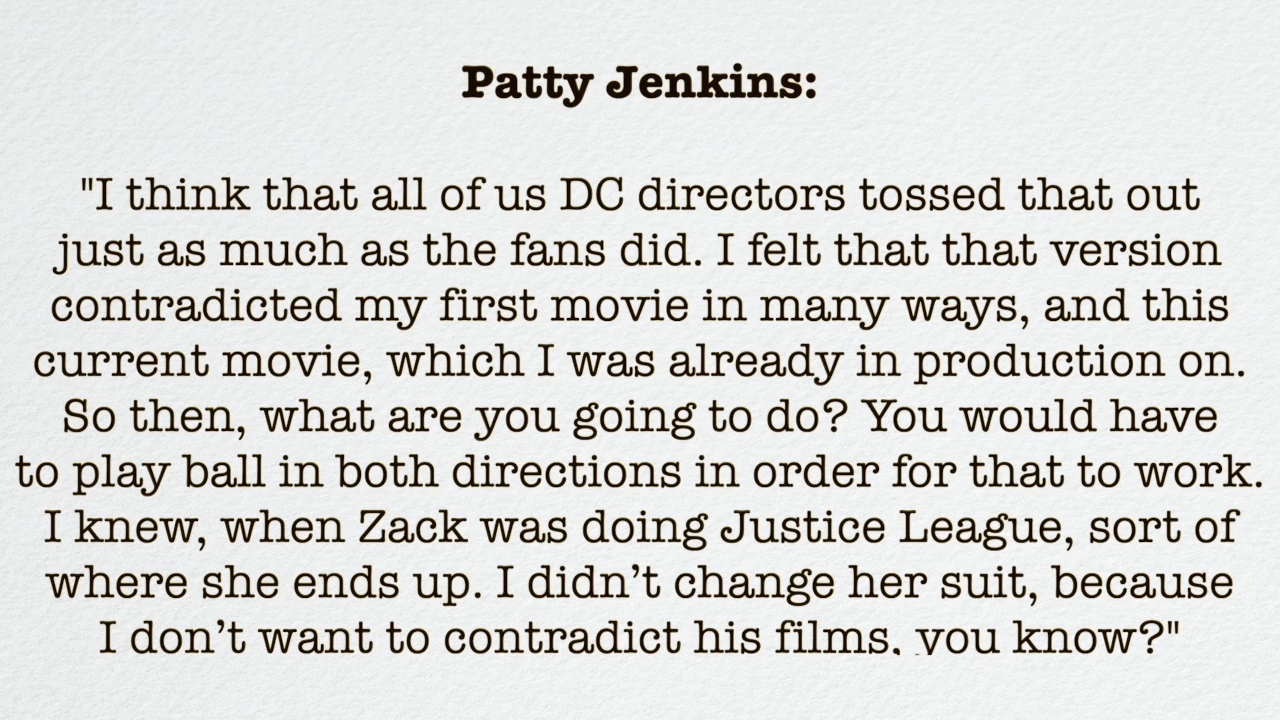 Patty Jenkins:
"I think that all of us DC directors tossed that out
just as much as the fans did. I felt that that version
contradicted my first movie in many ways, and this
current movie, which I was already in production on.
So then, what are you going to do? You would have
to play ball in both directions in order for that to work.
I knew, when Zack was doing Justice League, sort of
where she ends up. I didn’t change her suit, because
I don’t want to contradict his films, you know?"